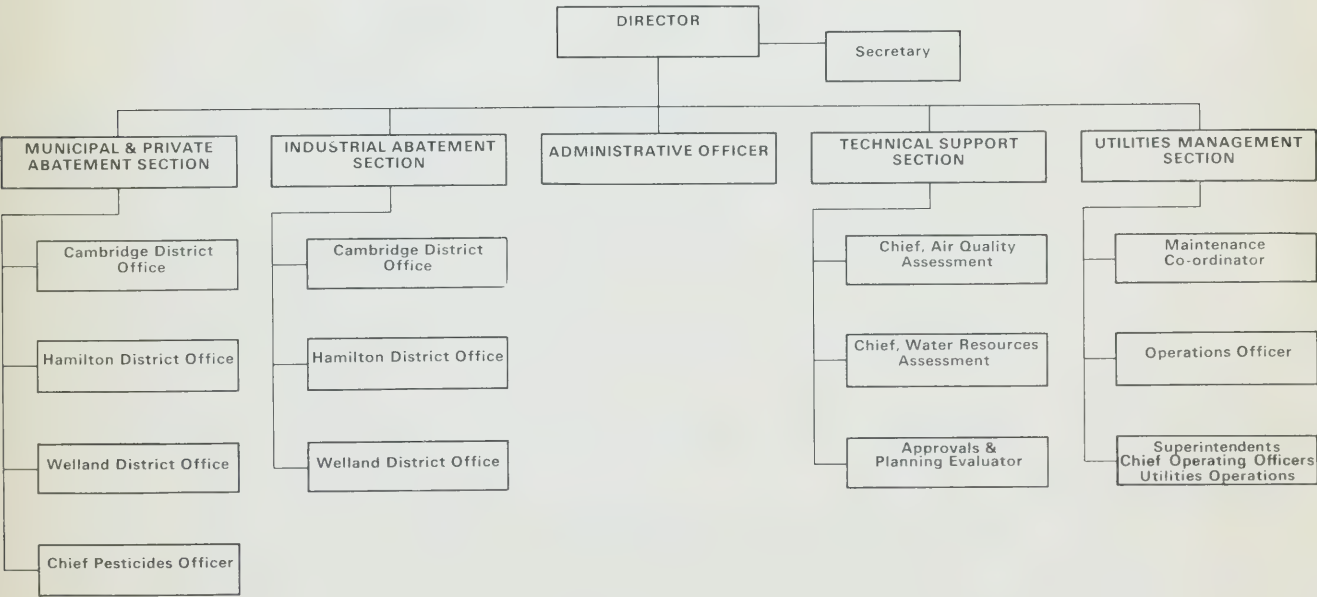 DIRECTOR
Secretary
MUNICIPAL & PRIVATE
ABATEMENT SECTION
Cambridge District
Office
Hamilton District Office
Welland District Office
Chief Pesticides Officer
INDUSTRIAL ABATEMENT
SECTION
Cambridge District
Office
Hamilton District Office
Welland District Office
ADMINISTRATIVE OFFICER
TECHNICAL SUPPORT
SECTION
Chief, Air Quality
Assessment
Chief, Water Resources
Assessment
Approvals &
Planning Evaluator
UTILITIES MANAGEMENT
SECTION
Maintenance
Co-ordinator
Operations Officer
Superintendents
Chief Operating Officers
Utilities Operations